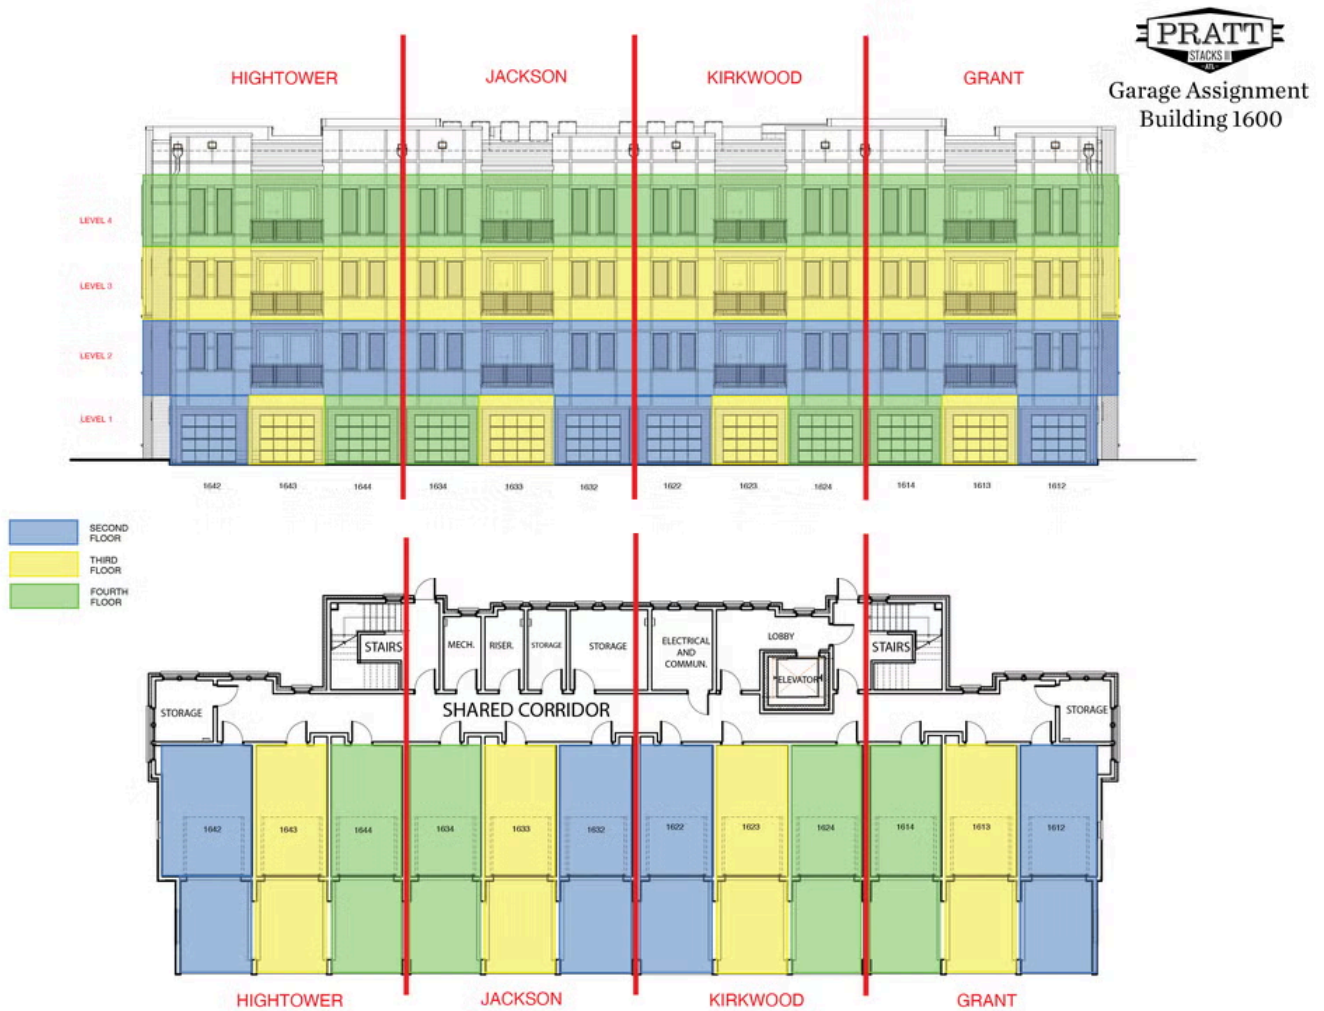 PRATT
STACKS II
-ATL-
Garage Assignment
Building 1600
HIGHTOWER
JACKSON
KIRKWOOD
GRANT
LEVEL 4
LEVEL 3
LEVEL 2
LEVEL 1
1642 1643 1644 1634 1633 1632 1622 1623 1624 1614 1613 1612
SECOND
FLOOR
THIRD
FLOOR
FOURTH
FLOOR
STAIRS
MECH.
RISER.
STORAGE
STORAGE
ELECTRICAL
AND
COMMUN.
LOBBY
ELEVATOR
STAIRS
STORAGE
SHARED CORRIDOR
STORAGE
1642 1643 1644 1634 1633 1632 1622 1623 1624 1614 1613 1612
HIGHTOWER
JACKSON
KIRKWOOD
GRANT